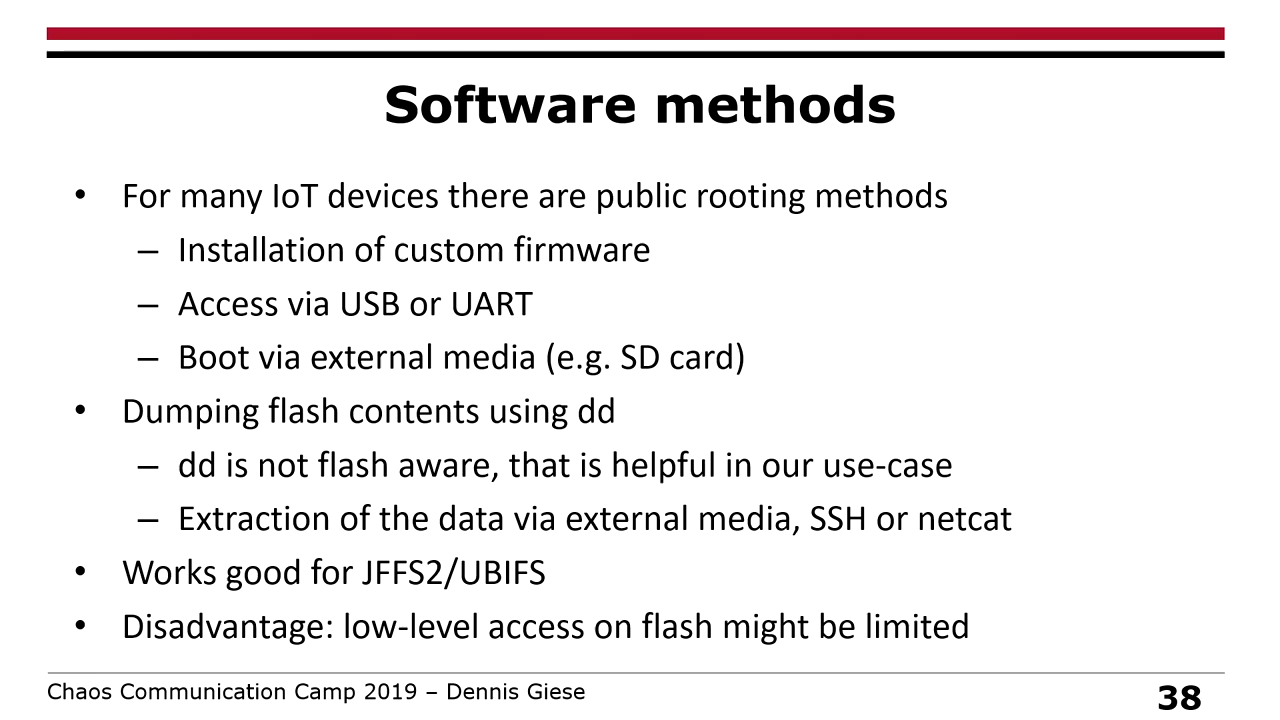 Software methods
• For many IoT devices there are public rooting methods
– Installation of custom firmware
– Access via USB or UART
– Boot via external media (e.g. SD card)
• Dumping flash contents using dd
– dd is not flash aware, that is helpful in our use-case
– Extraction of the data via external media, SSH or netcat
• Works good for JFFS2/UBIFS
• Disadvantage: low-level access on flash might be limited
Chaos Communication Camp 2019 – Dennis Giese
38